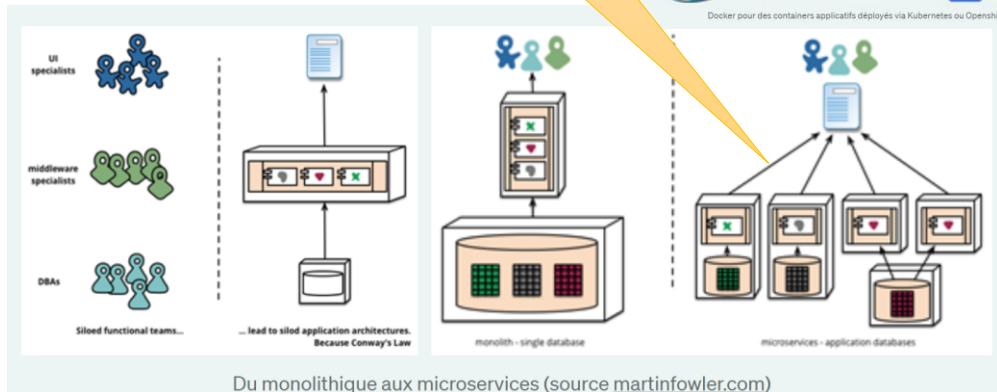 Docker pour des containers applicatifs déployés via Kubernetes ou Openshi
UI
specialists
middleware
specialists
DBAs
Siloed functional teams...
... lead to silod application architectures.
Because Conway's Law
monolith - single database
microservices - application databases
Du monolithique aux microservices (source martinfowler.com)